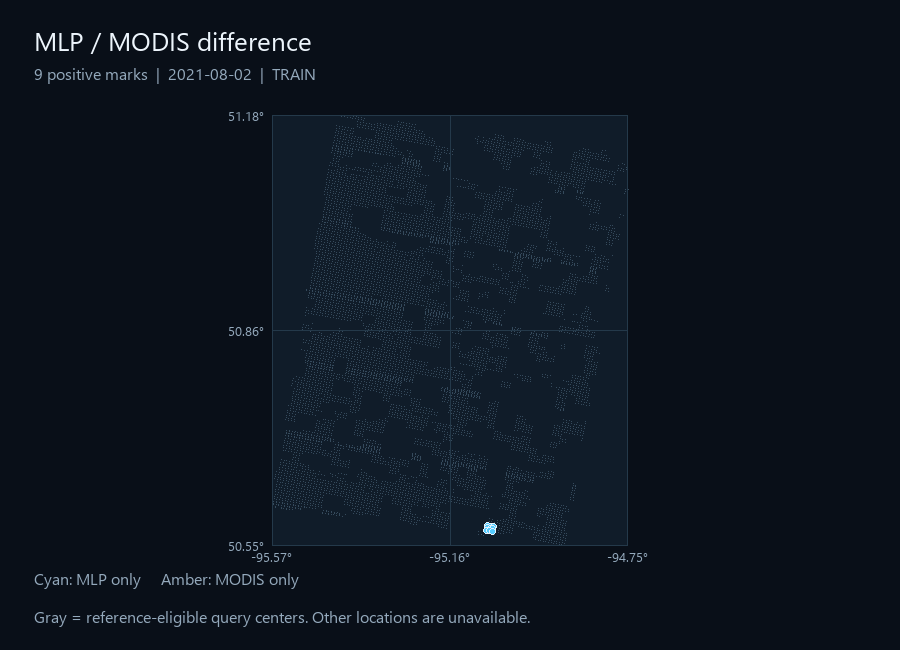 MLP / MODIS difference
9 positive marks | 2021-08-02 | TRAIN
51.18°
50.86°
50.55°
-95.57° -95.16° -94.75°
Cyan: MLP only Amber: MODIS only
Gray = reference-eligible query centers. Other locations are unavailable.